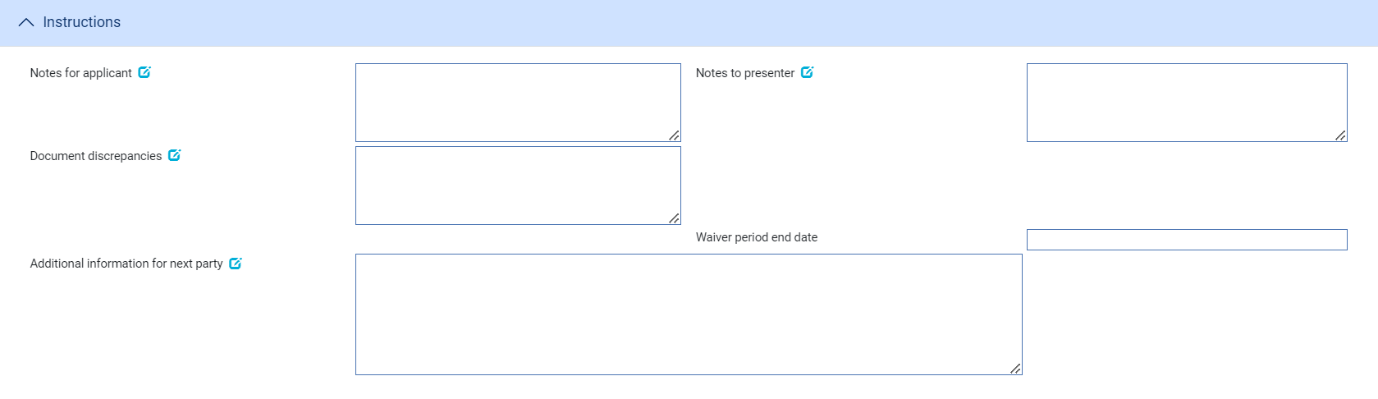 Instructions
Notes for applicant
Notes to presenter
Document discrepancies
Waiver period end date
Additional information for next party